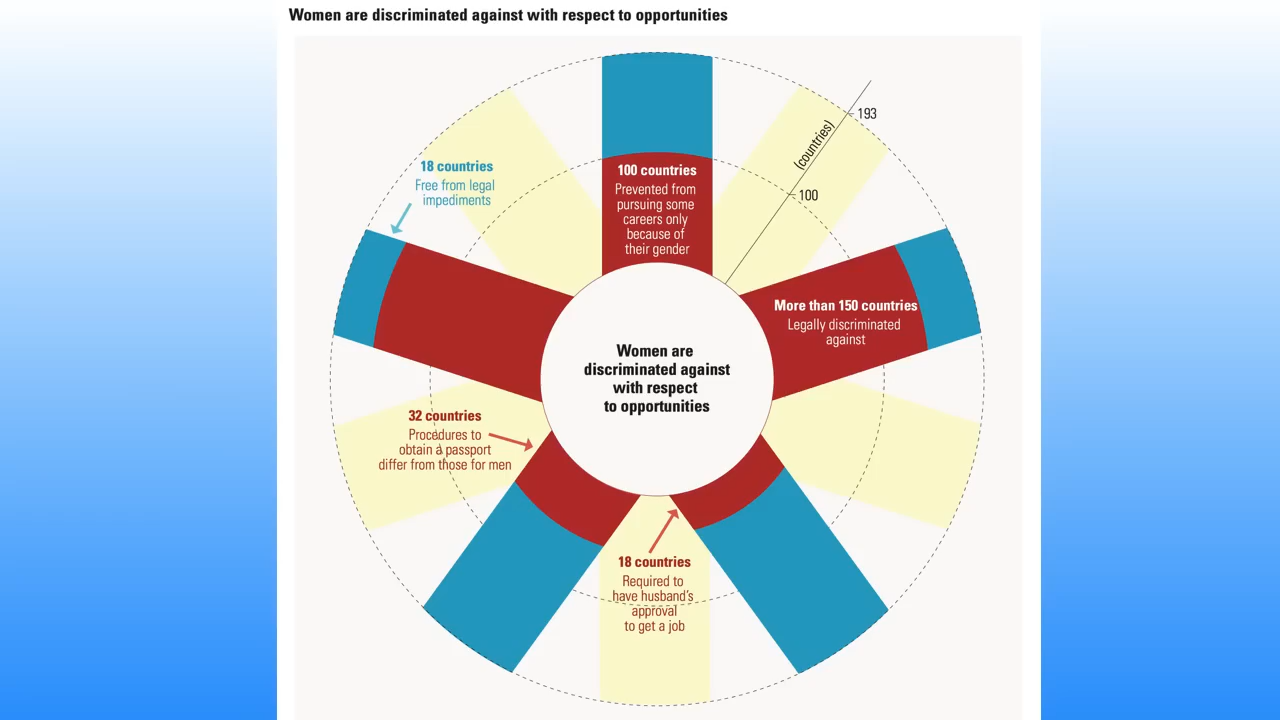 Women are discriminated against with respect to opportunities
193
(countries)
100
18 countries
Free from legal
impediments
100 countries
Prevented from
pursuing some
careers only
because of
their gender
More than 150 countries
Legally discriminated
against
Women are
discriminated against
with respect
to opportunities
32 countries
Procedures to
obtain a passport
differ from those for men
18 countries
Required to
have husband's
approval
to get a job